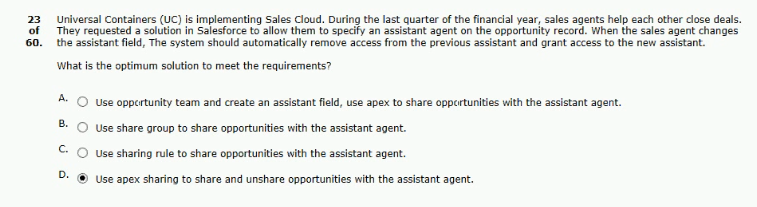 23 Universal Containers (UC) is implementing Sales Cloud. During the last quarter of the financial year, sales agents help each other close deals.
of They requested a solution in Salesforce to allow them to specify an assistant agent on the opportunity record. When the sales agent changes
60. the assistant field, The system should automatically remove access from the previous assistant and grant access to the new assistant.
What is the optimum solution to meet the requirements?
A. Use opportunity team and create an assistant field, use apex to share opportunities with the assistant agent.
B. Use share group to share opportunities with the assistant agent.
C. Use sharing rule to share opportunities with the assistant agent.
D. Use apex sharing to share and unshare opportunities with the assistant agent.